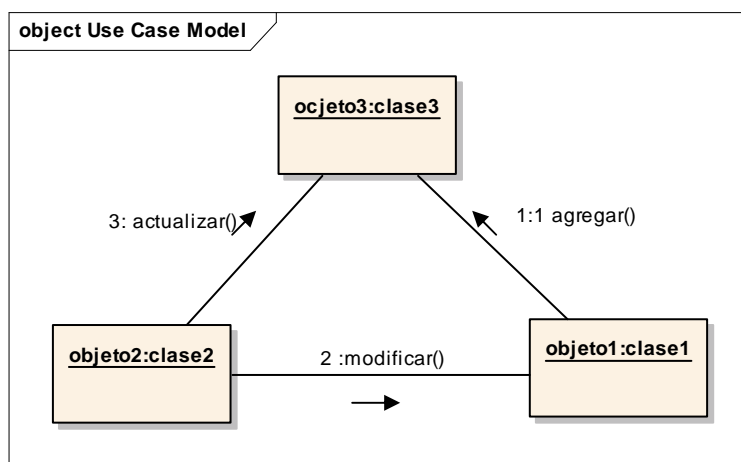 object Use Case Model
ocjeto3:clase3
3: actualizar()
1:1 agregar()
objeto2:clase2
2 :modificar()
objeto1:clase1